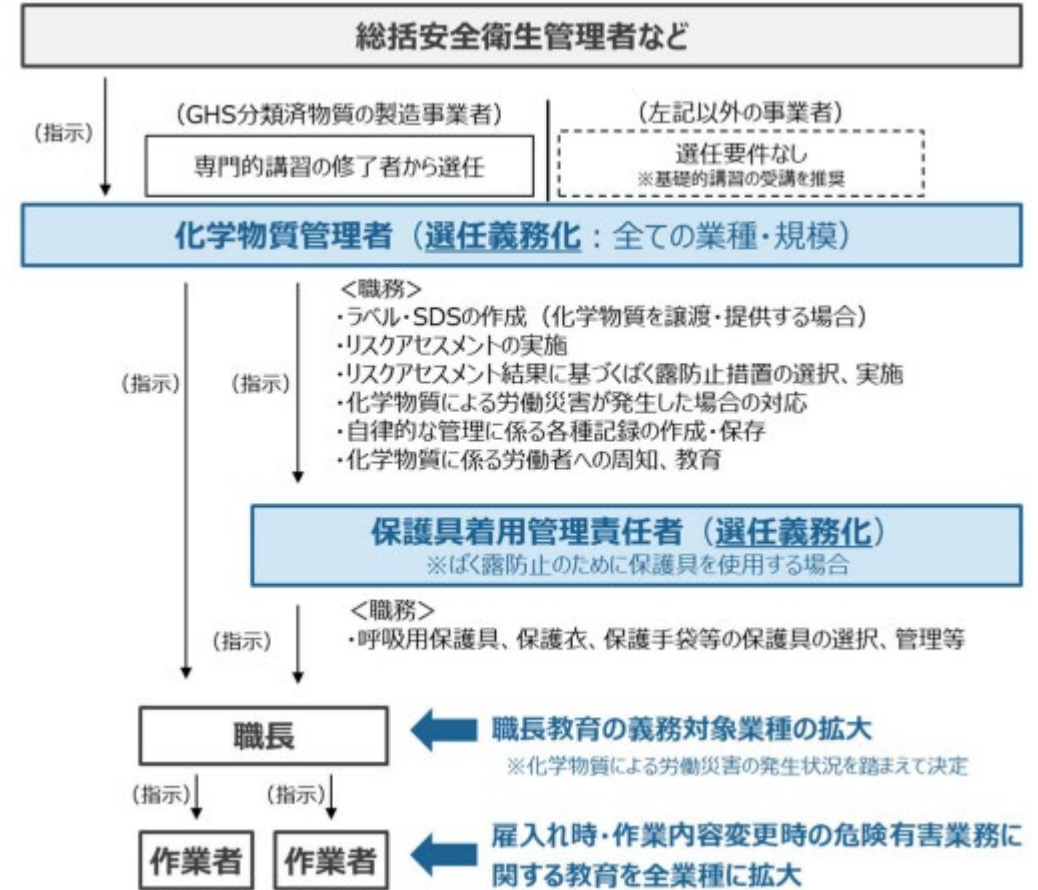 総括安全衛生管理者など
(指示)
(GHS分類済物質の製造事業者)
(左記以外の事業者)
専門的講習の修了者から選任
選任要件なし
※基礎的講習の受講を推奨
化学物質管理者（選任義務化：全ての業種・規模）
<職務>
・ラベル・SDSの作成（化学物質を譲渡・提供する場合）
・リスクアセスメントの実施
・リスクアセスメント結果に基づくばく露防止措置の選択、実施
・化学物質による労働災害が発生した場合の対応
・自律的な管理に係る各種記録の作成・保存
・化学物質に係る労働者への周知、教育
(指示)
(指示)
保護具着用管理責任者（選任義務化）
※ばく露防止のために保護具を使用する場合
<職務>
・呼吸用保護具、保護衣、保護手袋等の保護具の選択、管理等
(指示)
職長
職長教育の義務対象業種の拡大
※化学物質による労働災害の発生状況を踏まえて決定
(指示)
(指示)
作業者
作業者
雇入れ時・作業内容変更時の危険有害業務に
関する教育を全業種に拡大